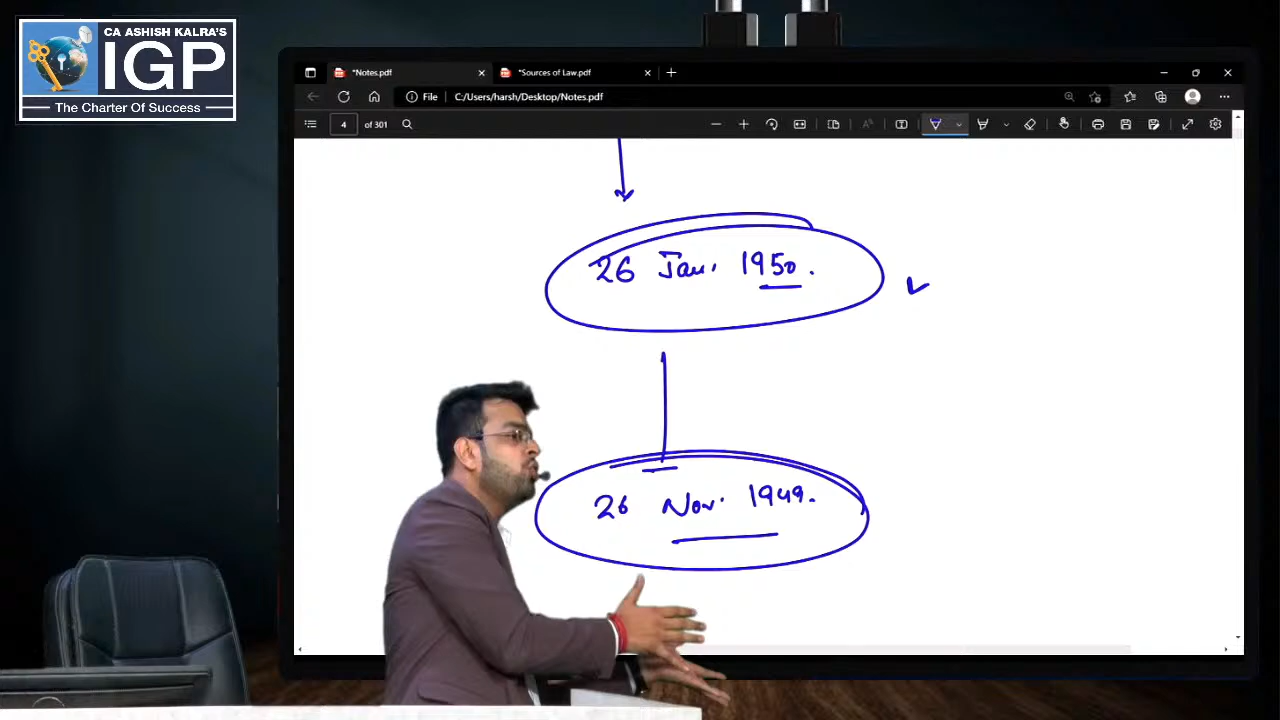 CA ASHISH KALRA'S
IGP
The Charter Of Success
*Notes.pdf
*Sources of Law.pdf
File
C:/Users/harsh/Desktop/Notes.pdf
4 of 301
26 Jan. 1950.
26 Nov. 1949.